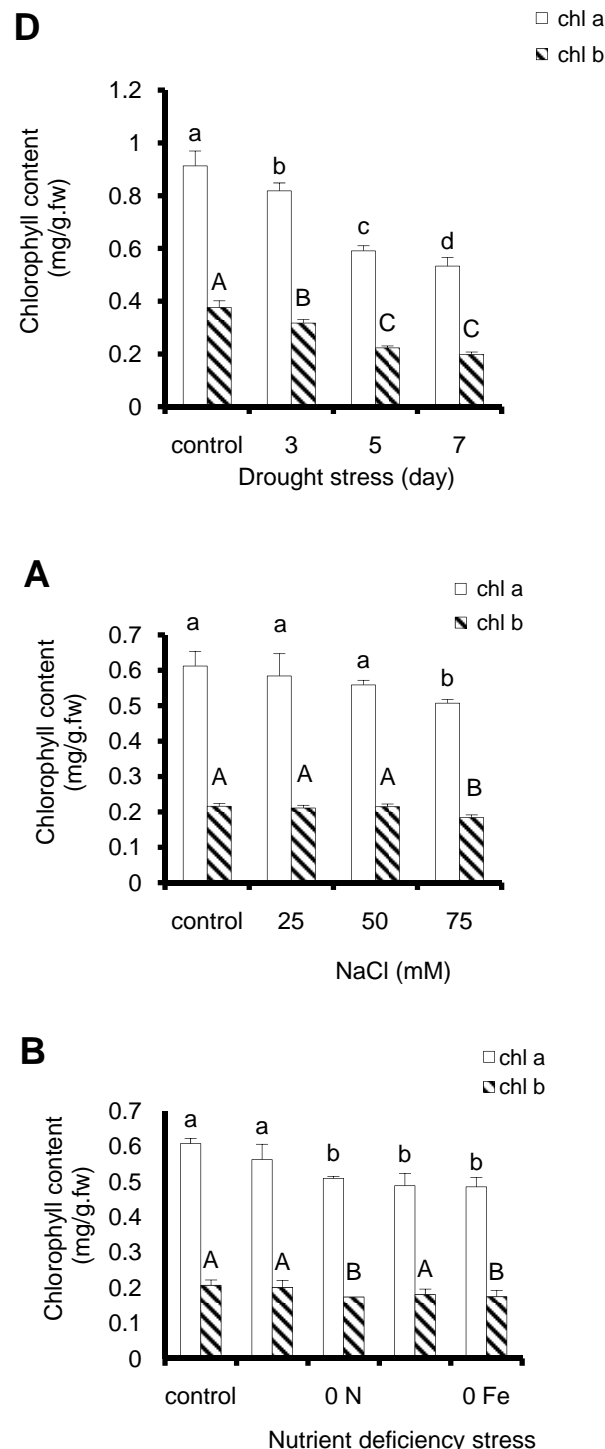 D
chl a
chl b
Chlorophyll content
(mg/g.fw)
1.2
1
0.8
0.6
0.4
0.2
0
a
A
b
B
c
C
d
C
control 3 5 7
Drought stress (day)
A
chl a
chl b
Chlorophyll content
(mg/g.fw)
0.7
0.6
0.5
0.4
0.3
0.2
0.1
0
a
A
a
A
a
A
b
B
control 25 50 75
NaCl (mM)
B
chl a
chl b
Chlorophyll content
(mg/g.fw)
0.7
0.6
0.5
0.4
0.3
0.2
0.1
0
a
A
a
A
b
B
b
A
b
B
control 0 N 0 Fe
Nutrient deficiency stress